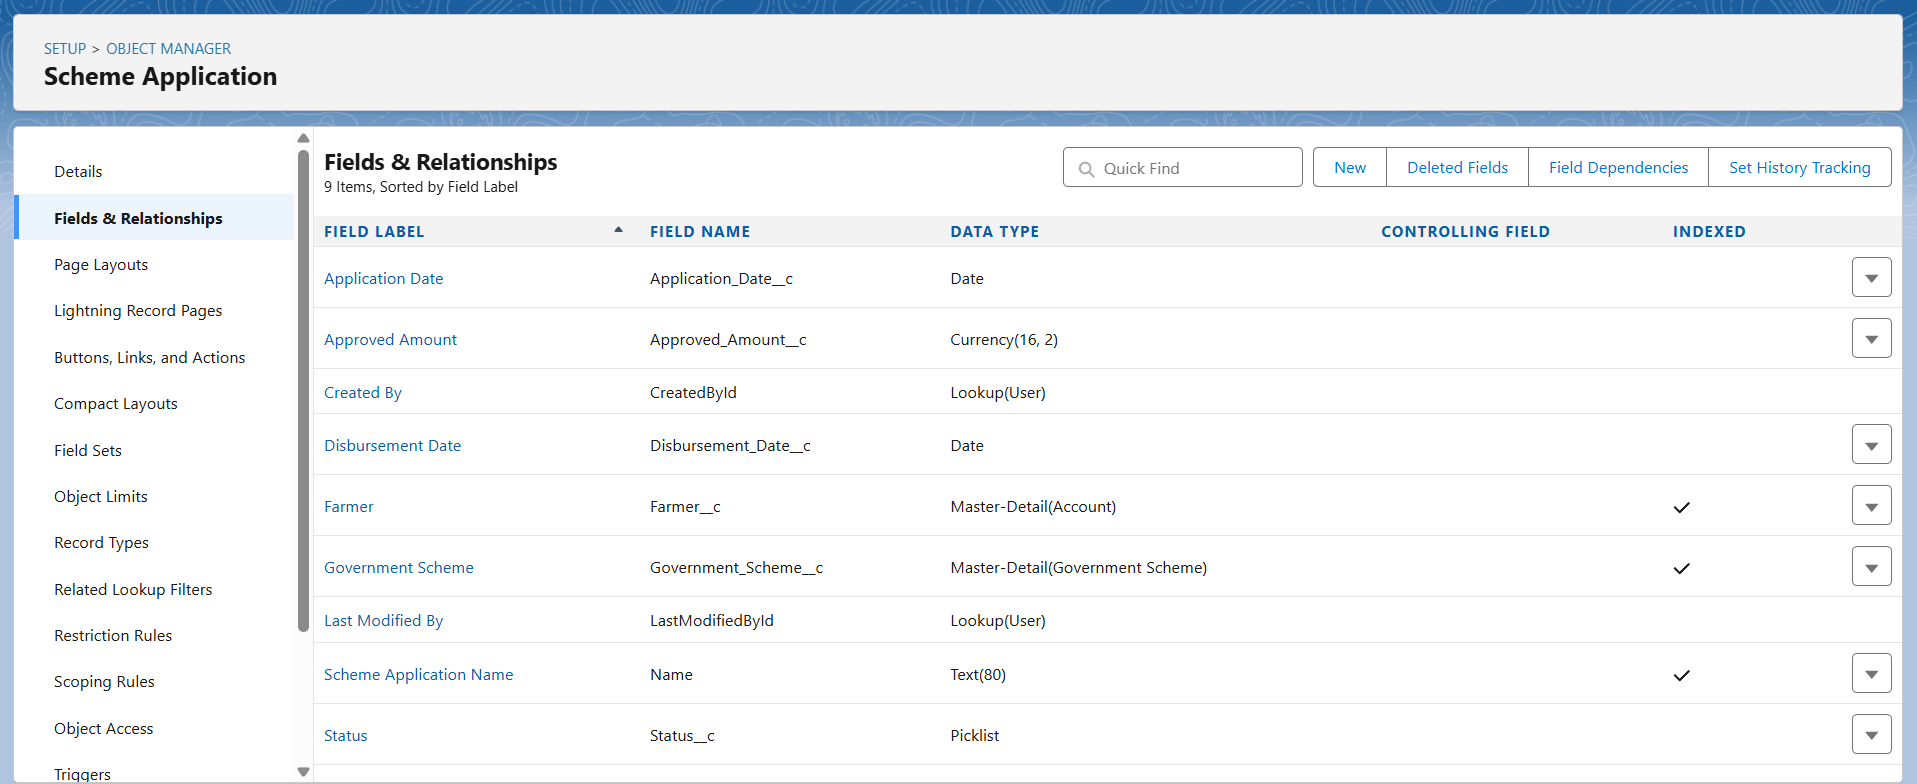 SETUP > OBJECT MANAGER
Scheme Application
Details
Fields & Relationships
Page Layouts
Lightning Record Pages
Buttons, Links, and Actions
Compact Layouts
Field Sets
Object Limits
Record Types
Related Lookup Filters
Restriction Rules
Scoping Rules
Object Access
Triggers
Fields & Relationships
9 Items, Sorted by Field Label
Quick Find
New Deleted Fields Field Dependencies Set History Tracking
FIELD LABEL FIELD NAME DATA TYPE CONTROLLING FIELD INDEXED
Application Date Application_Date__c Date
Approved Amount Approved_Amount__c Currency(16, 2)
Created By CreatedById Lookup(User)
Disbursement Date Disbursement_Date__c Date
Farmer Farmer__c Master-Detail(Account)
Government Scheme Government_Scheme__c Master-Detail(Government Scheme)
Last Modified By LastModifiedById Lookup(User)
Scheme Application Name Name Text(80)
Status Status__c Picklist